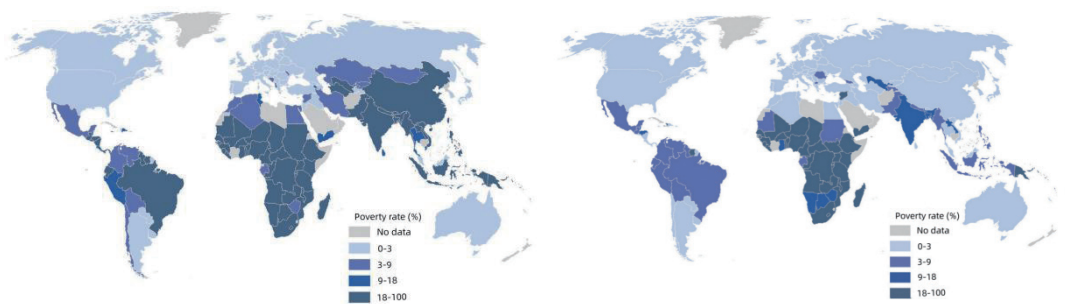 Poverty rate (%)
No data
0-3
3-9
9-18
18-100
Poverty rate (%)
No data
0-3
3-9
9-18
18-100